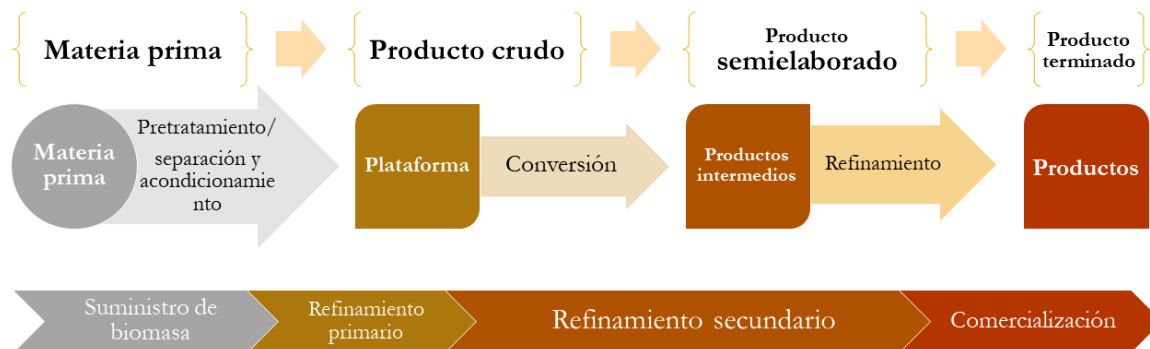 Materia prima
Producto crudo
Producto
semielaborado
Producto
terminado
Materia
prima
Pretratamiento/
separación y
acondicionamie
nto
Plataforma
Conversión
Productos
intermedios
Refinamiento
Productos
Suministro de
biomasa
Refinamiento
primario
Refinamiento secundario
Comercialización